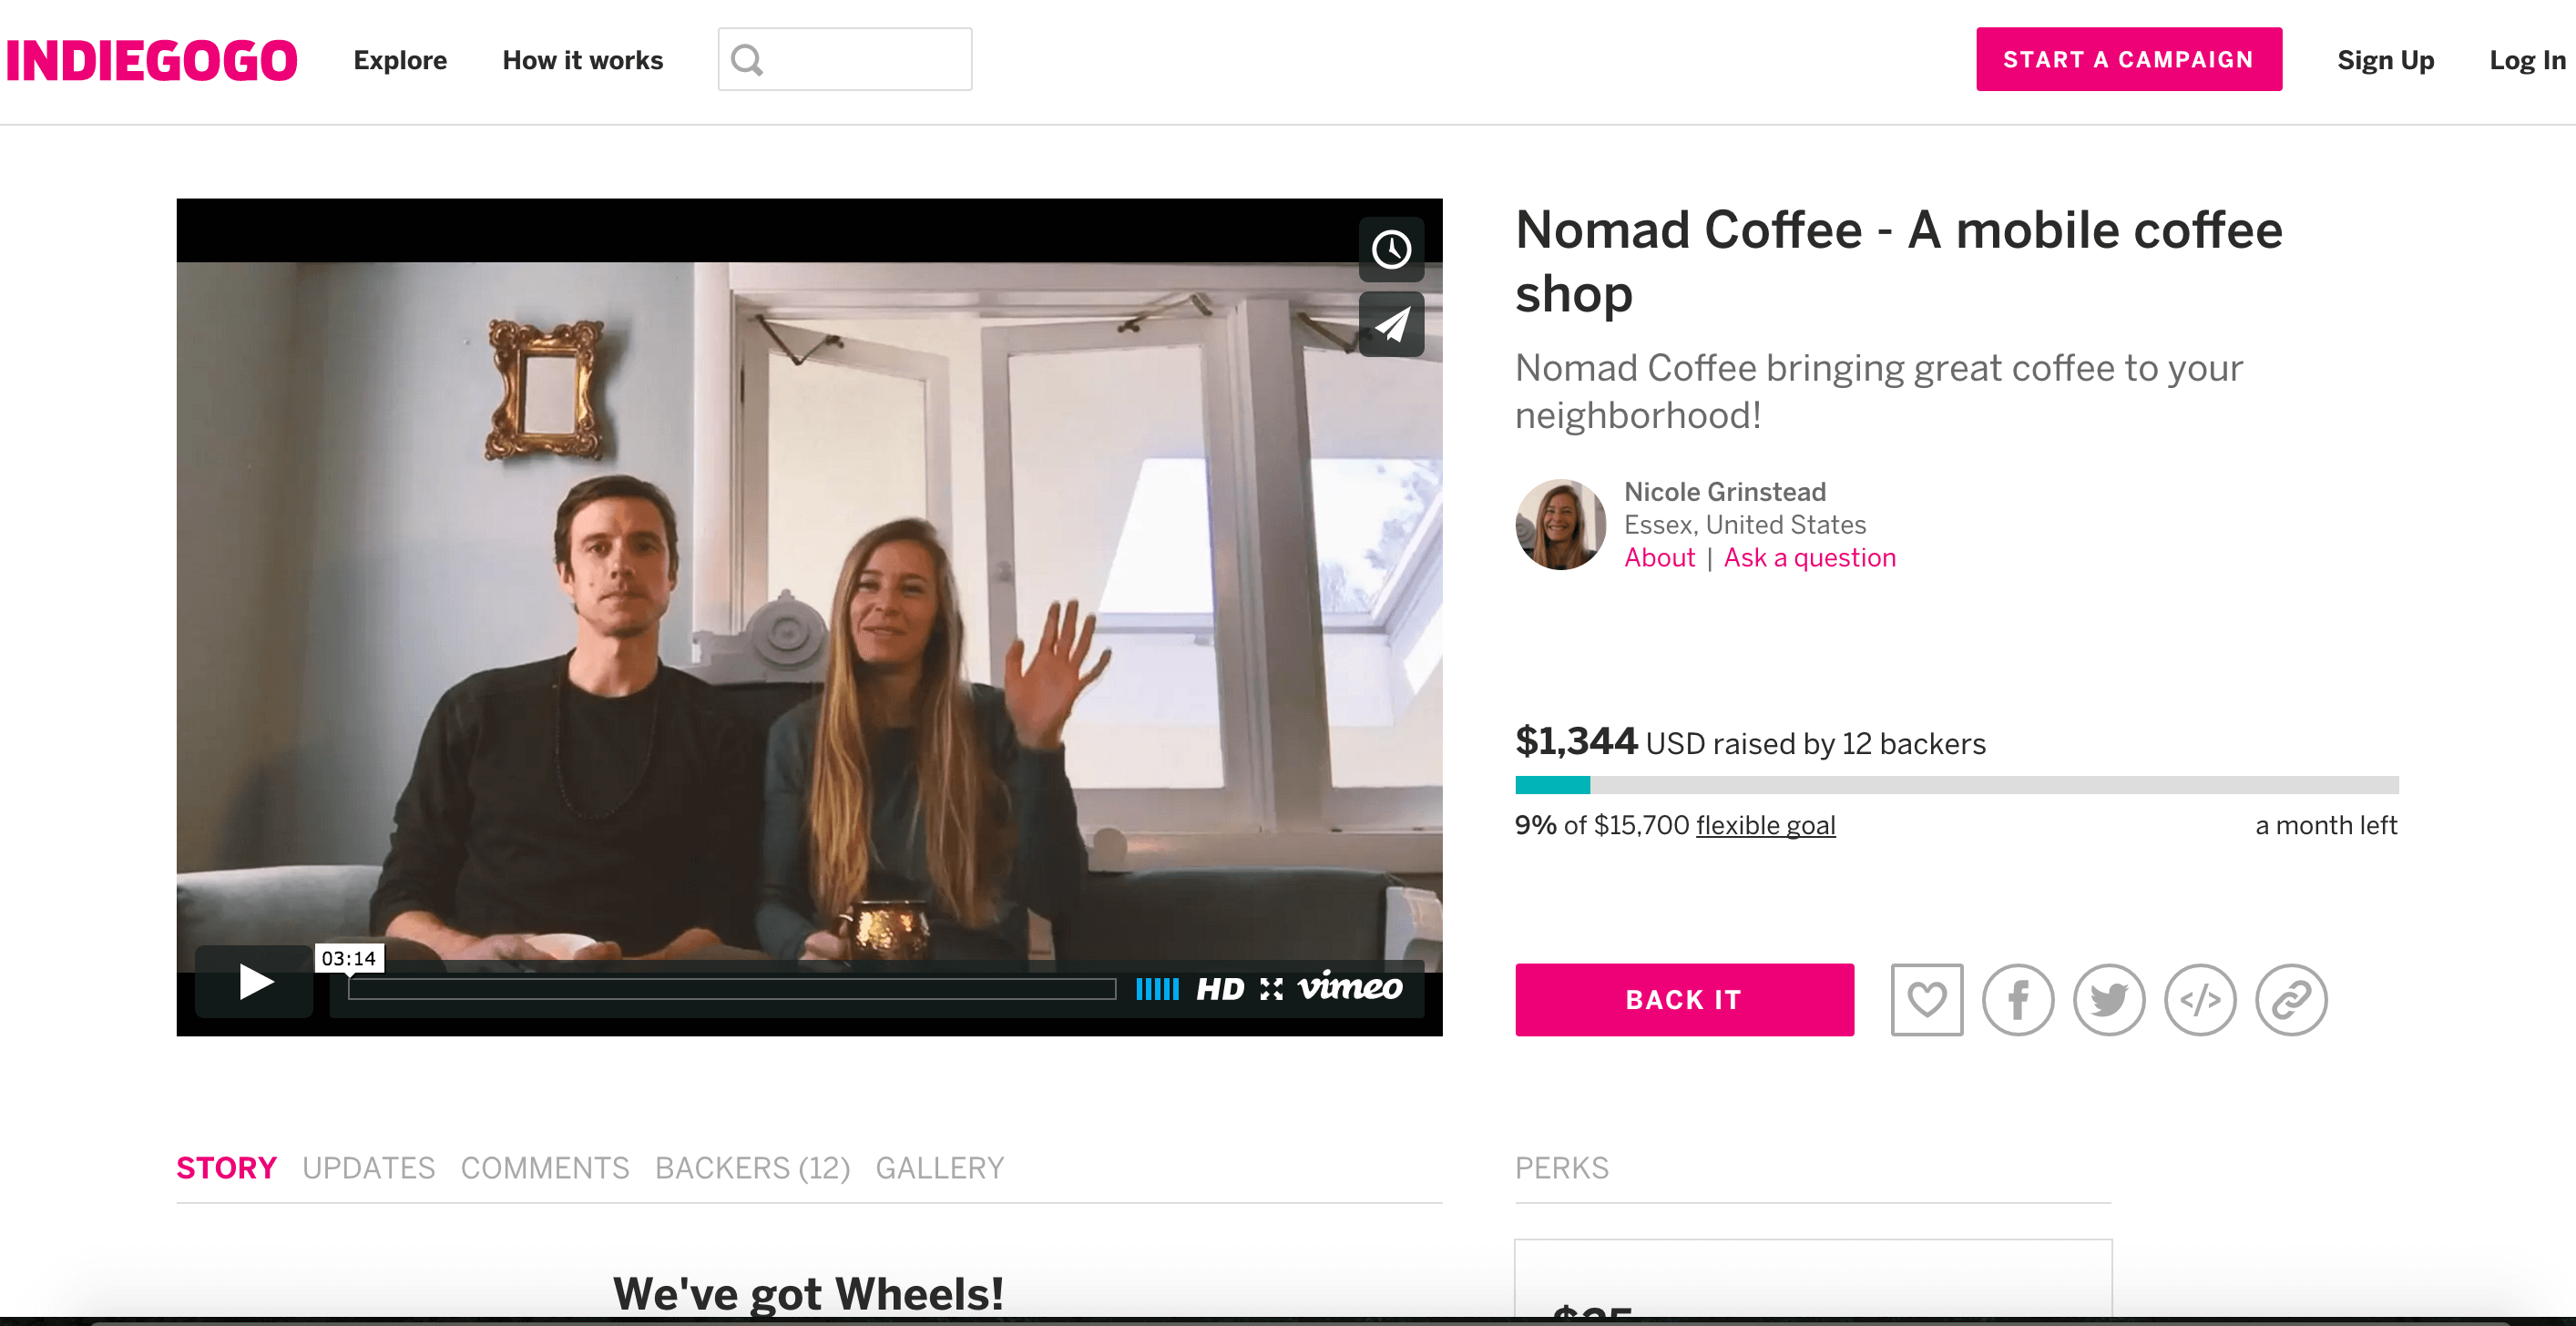 INDIEGOGO Explore How it works START A CAMPAIGN Sign Up Log In
Nomad Coffee - A mobile coffee
shop
Nomad Coffee bringing great coffee to your
neighborhood!
Nicole Grinstead
Essex, United States
About | Ask a question
$1,344 USD raised by 12 backers
9% of $15,700 flexible goal a month left
03:14
HD vimeo
BACK IT
STORY UPDATES COMMENTS BACKERS (12) GALLERY
PERKS
We've got Wheels!